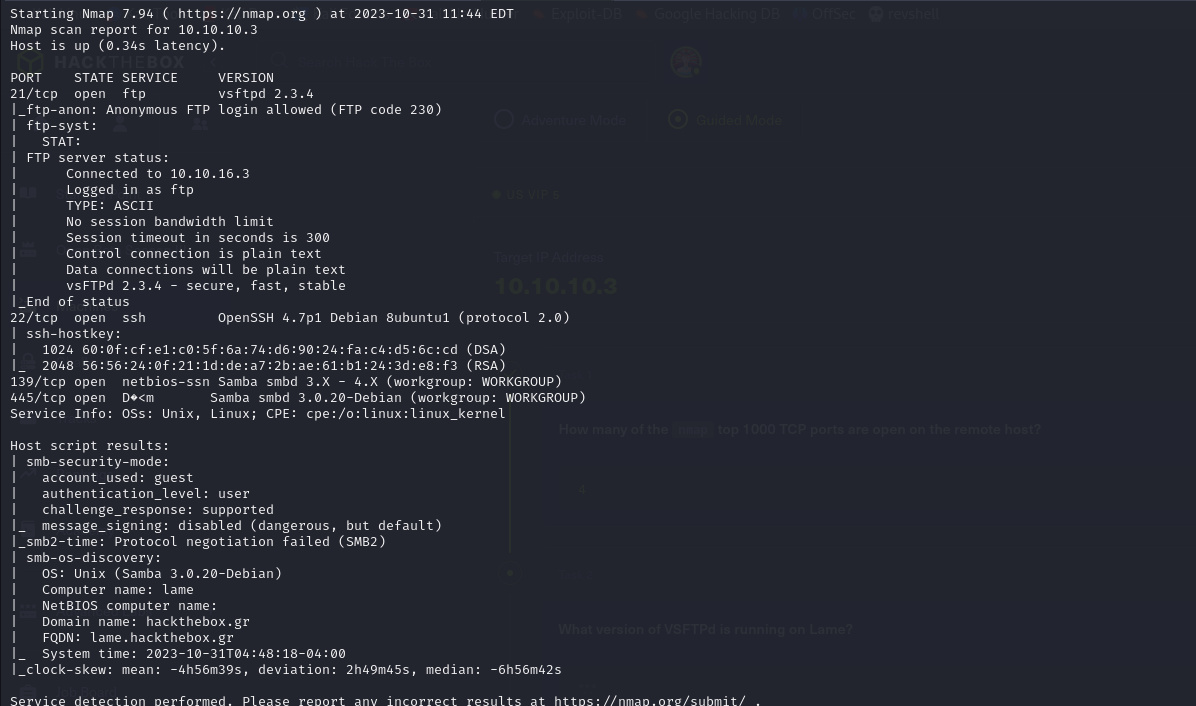 Starting Nmap 7.94 ( https://nmap.org ) at 2023-10-31 11:44 EDT
Exploit-DB Google Hacking DB OffSec revshell
Nmap scan report for 10.10.10.3
Host is up (0.34s latency).
HACKTHEBOX
PORT    STATE SERVICE     VERSION
21/tcp  open  ftp         vsftpd 2.3.4
|_ftp-anon: Anonymous FTP login allowed (FTP code 230)
Adventure Mode Guided Mode
| ftp-syst:
|   STAT:
| FTP server status:
|      Connected to 10.10.16.3
|      Logged in as ftp
US VIP 6
|      TYPE: ASCII
|      No session bandwidth limit
|      Session timeout in seconds is 300
|      Control connection is plain text
Target IP Address
|      Data connections will be plain text
|      vsFTPd 2.3.4 - secure, fast, stable
10.10.10.3
|_End of status
22/tcp  open  ssh         OpenSSH 4.7p1 Debian 8ubuntu1 (protocol 2.0)
| ssh-hostkey:
|   1024 60:0f:cf:e1:c0:5f:6a:74:d6:90:24:fa:c4:d5:6c:cd (DSA)
|_  2048 56:56:24:0f:21:1d:de:a7:2b:ae:61:b1:24:3d:e8:f3 (RSA)
139/tcp open  netbios-ssn Samba smbd 3.X - 4.X (workgroup: WORKGROUP)
445/tcp open  D�<m       Samba smbd 3.0.20-Debian (workgroup: WORKGROUP)
Service Info: OSs: Unix, Linux; CPE: cpe:/o:linux:linux_kernel
How many of the nmap top 1000 TCP ports are open on the remote host?
Host script results:
| smb-security-mode:
|   account_used: guest
4
|   authentication_level: user
|   challenge_response: supported
|_  message_signing: disabled (dangerous, but default)
|_smb2-time: Protocol negotiation failed (SMB2)
| smb-os-discovery:
|   OS: Unix (Samba 3.0.20-Debian)
|   Computer name: lame
|   NetBIOS computer name:
|   Domain name: hackthebox.gr
What version of VSFTPd is running on Lame?
|   FQDN: lame.hackthebox.gr
|_  System time: 2023-10-31T04:48:18-04:00
|_clock-skew: mean: -4h56m39s, deviation: 2h49m45s, median: -6h56m42s
Service detection performed. Please report any incorrect results at https://nmap.org/submit/ .